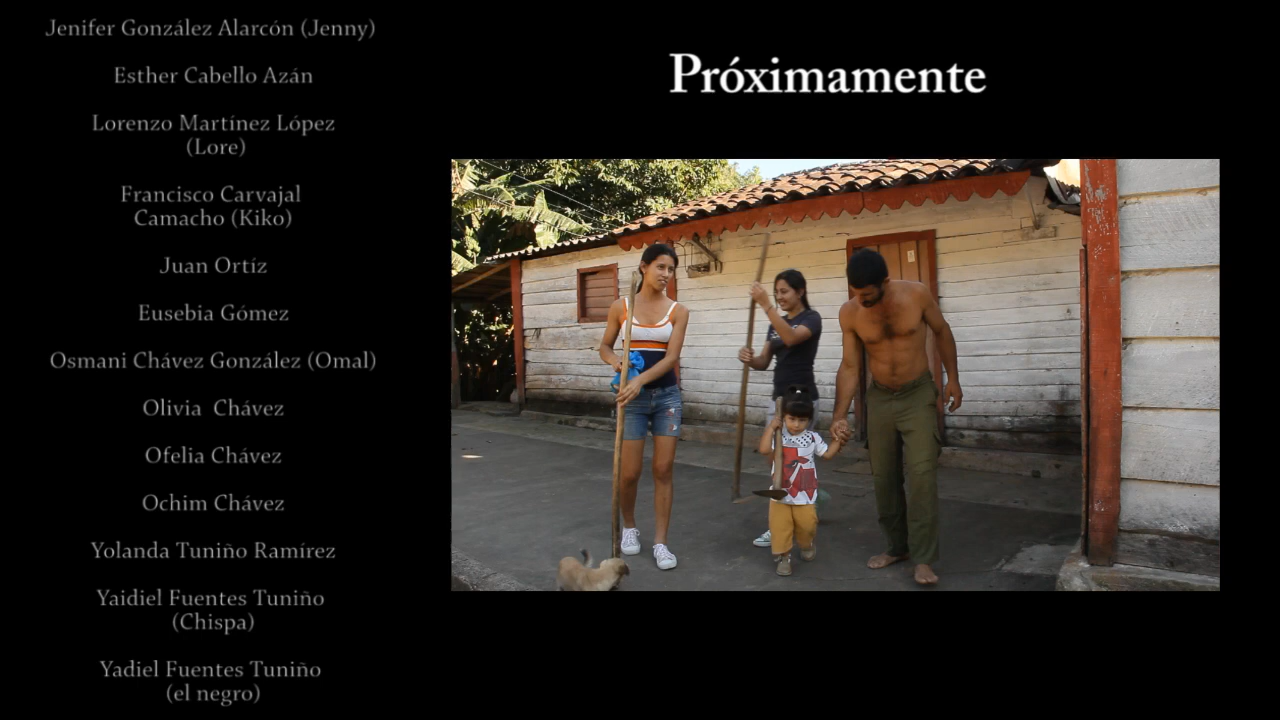 Jenifer González Alarcón (Jenny)
Esther Cabello Azán
Lorenzo Martínez López
(Lore)
Francisco Carvajal
Camacho (Kiko)
Juan Ortíz
Eusebia Gómez
Osmani Chávez González (Omal)
Olivia Chávez
Ofelia Chávez
Ochim Chávez
Yolanda Tuniño Ramírez
Yaidiel Fuentes Tuniño
(Chispa)
Yadiel Fuentes Tuniño
(el negro)
Próximamente